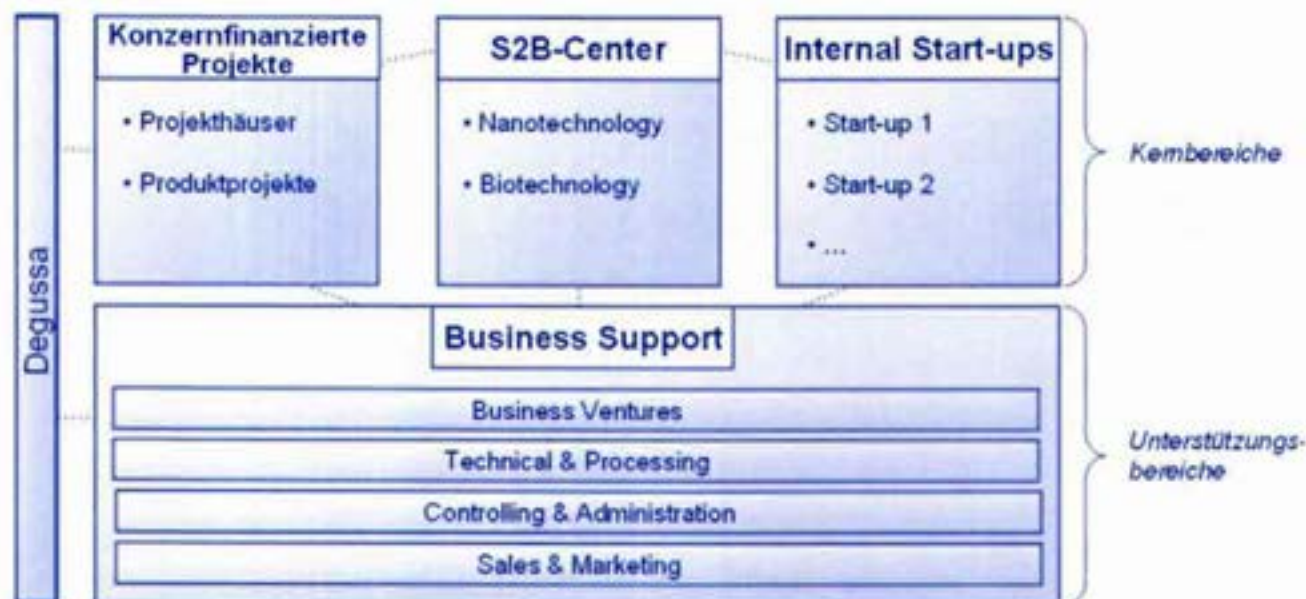 Degussa
Konzernfinanzierte
Projekte
• Projekthäuser
• Produktprojekte
S2B-Center
• Nanotechnology
• Biotechnology
Internal Start-ups
• Start-up 1
• Start-up 2
• ...
Kernbereiche
Business Support
Business Ventures
Technical & Processing
Controlling & Administration
Sales & Marketing
Unterstützungs-
bereiche